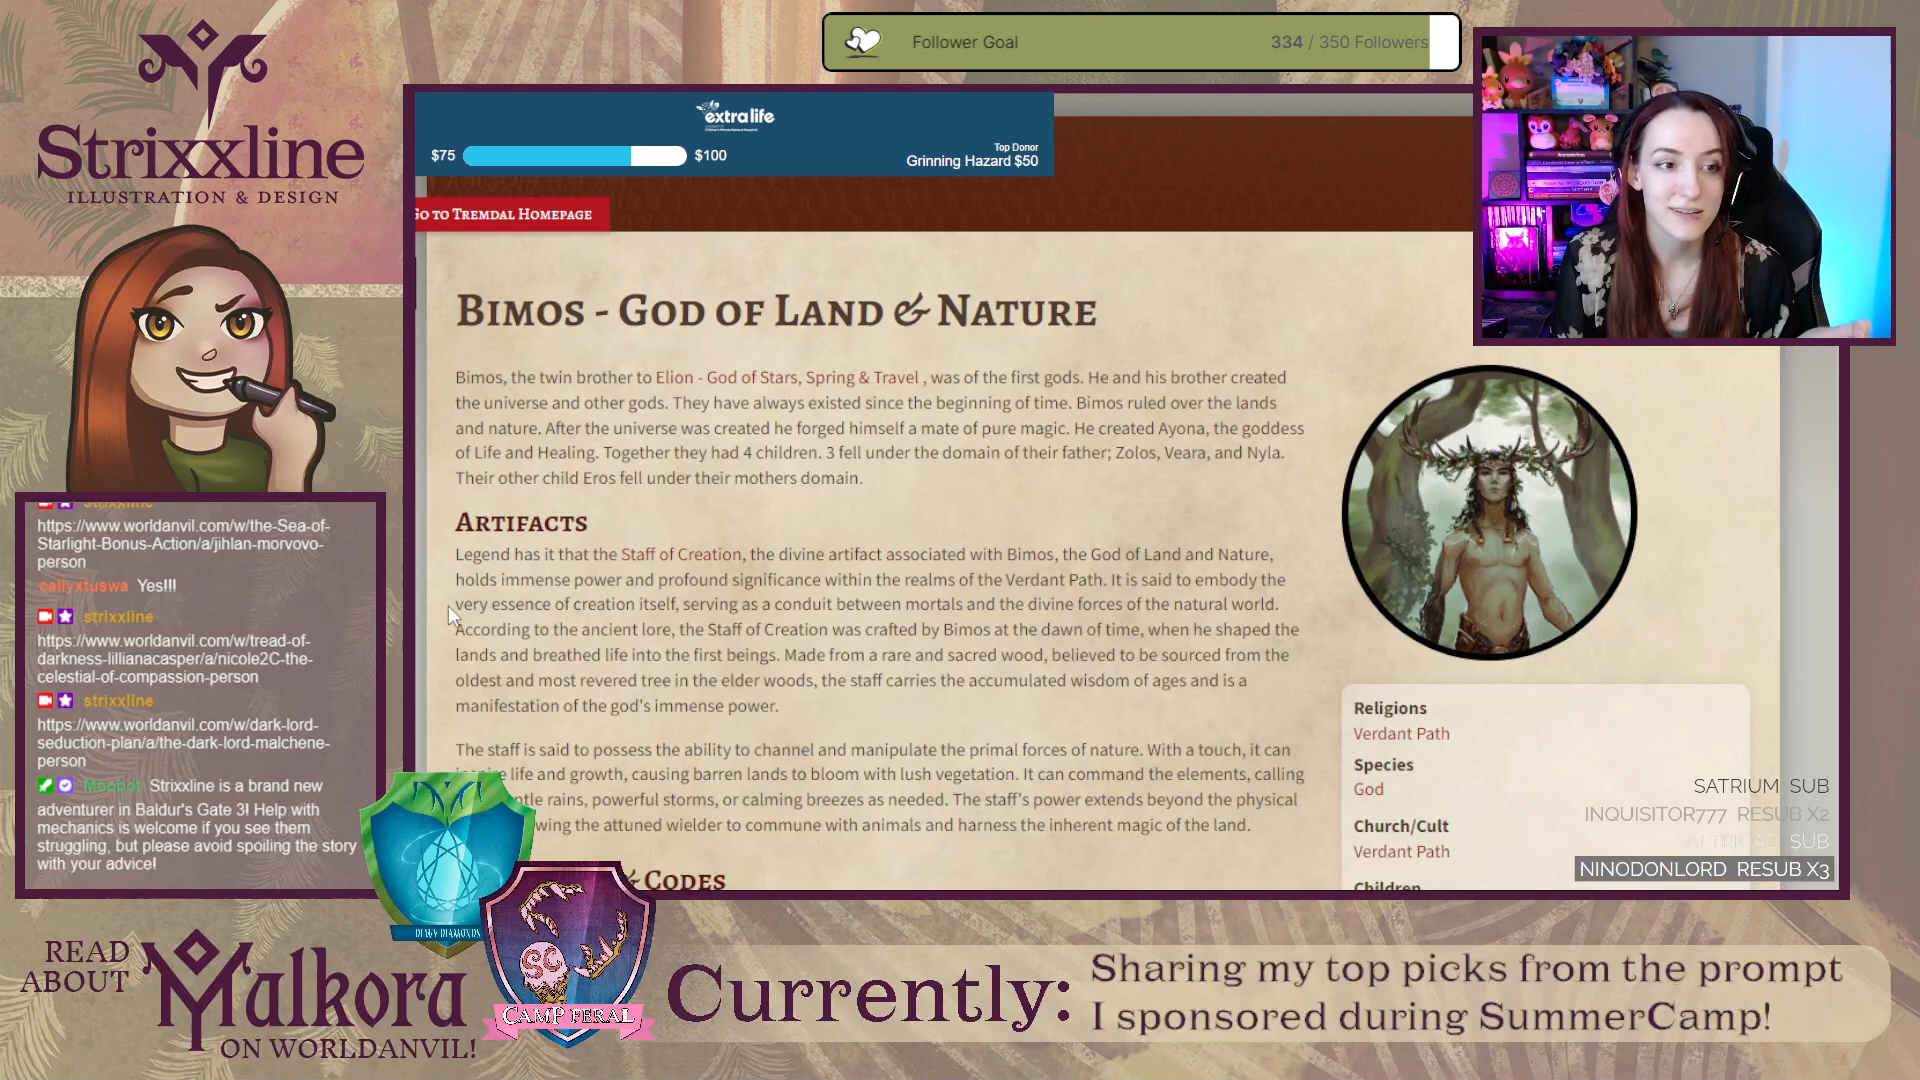 Strixxline
ILLUSTRATION & DESIGN
Follower Goal
334 / 350 Followers
extralife
$75
$100
Top Donor
Grinning Hazard $50
Go to Tremdal Homepage
Bimos - God of Land & Nature
Bimos, the twin brother to Elion - God of Stars, Spring & Travel , was of the first gods. He and his brother created
the universe and other gods. They have always existed since the beginning of time. Bimos ruled over the lands
and nature. After the universe was created he forged himself a mate of pure magic. He created Ayona, the goddess
of Life and Healing. Together they had 4 children. 3 fell under the domain of their father; Zolos, Veara, and Nyla.
Their other child Eros fell under their mothers domain.
Artifacts
Legend has it that the Staff of Creation, the divine artifact associated with Bimos, the God of Land and Nature,
holds immense power and profound significance within the realms of the Verdant Path. It is said to embody the
very essence of creation itself, serving as a conduit between mortals and the divine forces of the natural world.
According to the ancient lore, the Staff of Creation was crafted by Bimos at the dawn of time, when he shaped the
lands and breathed life into the first beings. Made from a rare and sacred wood, believed to be sourced from the
oldest and most revered tree in the elder woods, the staff carries the accumulated wisdom of ages and is a
manifestation of the god's immense power.
The staff is said to possess the ability to channel and manipulate the primal forces of nature. With a touch, it can
life and growth, causing barren lands to bloom with lush vegetation. It can command the elements, calling
rains, powerful storms, or calming breezes as needed. The staff's power extends beyond the physical
wing the attuned wielder to commune with animals and harness the inherent magic of the land.
& Codes
Religions
Verdant Path
Species
God
Church/Cult
Verdant Path
Children
SATRIUM SUB
INQUISITOR777 RESUB X2
SUB
NINODONLORD RESUB X3
strixxline
https://www.worldanvil.com/w/the-Sea-of-
Starlight-Bonus-Action/a/jihlan-morvovo-
person
callyxtuswa Yes!!!
strixxline
https://www.worldanvil.com/w/tread-of-
darkness-lillianacasper/a/nicole2C-the-
celestial-of-compassion-person
strixxline
https://www.worldanvil.com/w/dark-lord-
seduction-plan/a/the-dark-lord-malchene-
person
Moobot Strixxline is a brand new
adventurer in Baldur's Gate 3! Help with
mechanics is welcome if you see them
struggling, but please avoid spoiling the story
with your advice!
DEWY DIAMONDS
SC
CAMP FERAL
READ
ABOUT
Malkora
ON WORLDANVIL!
Currently:
Sharing my top picks from the prompt
I sponsored during SummerCamp!